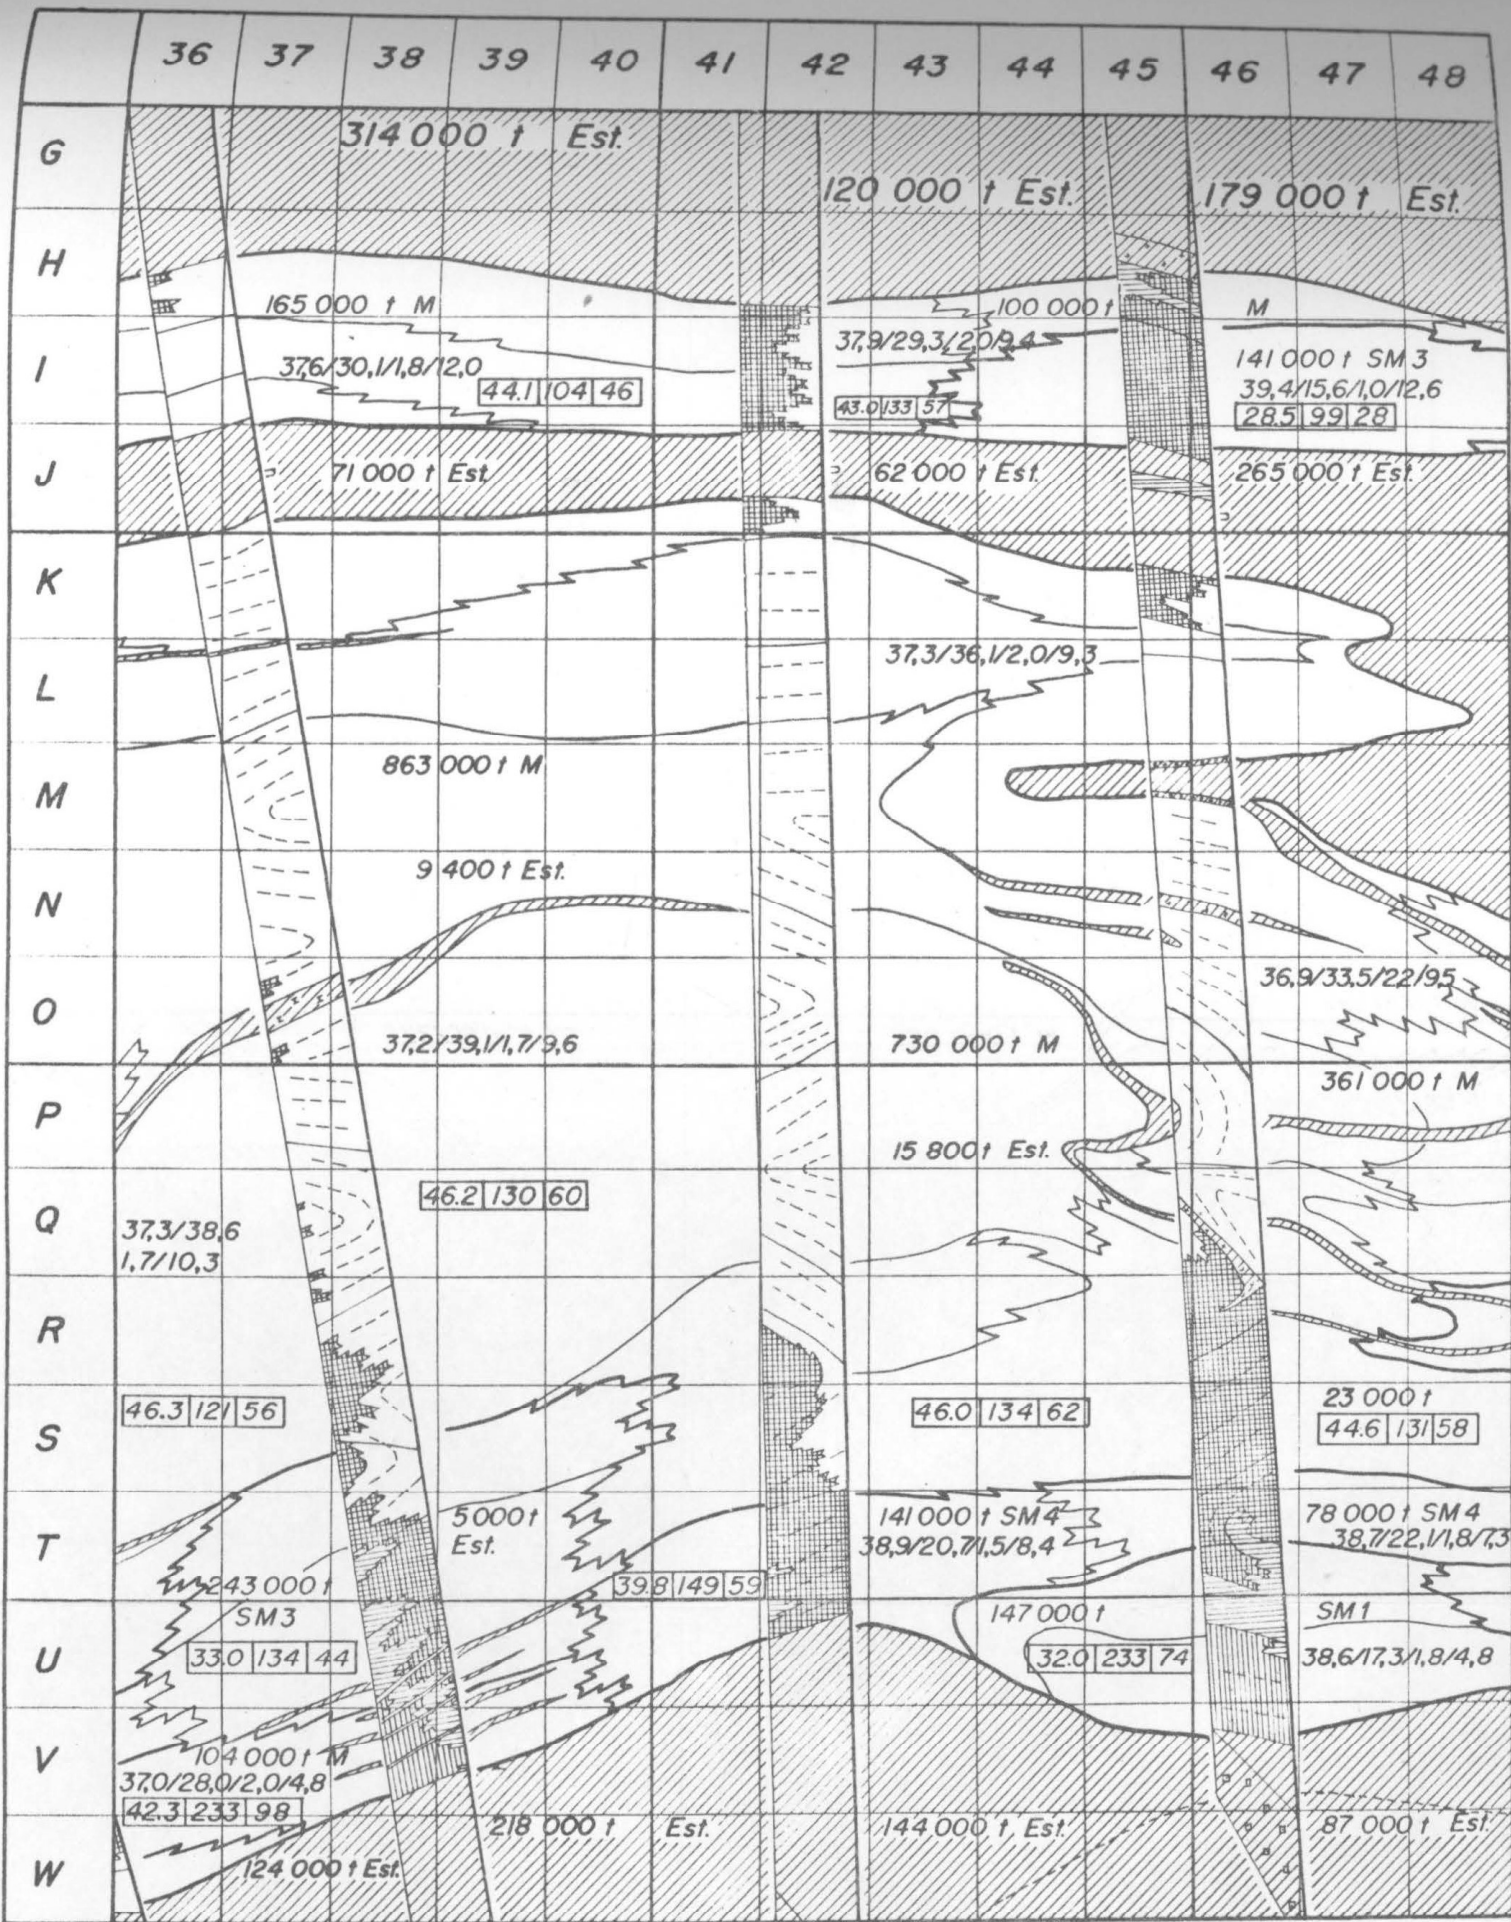 36 37 38 39 40 41 42 43 44 45 46 47 48
G
314 000 t Est.
120 000 t Est.
179 000 t Est.
H
165 000 t M
100 000 t
M
I
37,6/30,1/1,8/12,0
44.1 104 46
37,9/29,3/2,0/9,4
43.0 133 57
141 000 t SM 3
39,4/15,6/1,0/12,6
28.5 99 28
J
71 000 t Est.
62 000 t Est.
265 000 t Est.
K
L
37,3/36,1/2,0/9,3
M
863 000 t M
N
9 400 t Est.
O
37,2/39,1/1,7/9,6
730 000 t M
36,9/33,5/2,2/9,5
P
361 000 t M
15 800 t Est.
Q
37,3/38,6
1,7/10,3
46.2 130 60
R
S
46.3 121 56
46.0 134 62
23 000 t
44.6 131 58
T
5000 t
Est.
141 000 t SM 4
38,9/20,7/1,5/8,4
78 000 t SM 4
38,7/22,1/1,8/7,3
243 000 t
SM 3
39.8 149 59
U
33.0 134 44
147 000 t
32.0 233 74
SM 1
38,6/17,3/1,8/4,8
V
104 000 t M
37,0/28,0/2,0/4,8
42.3 233 98
218 000 t Est.
144 000 t Est.
87 000 t Est.
W
124 000 t Est.